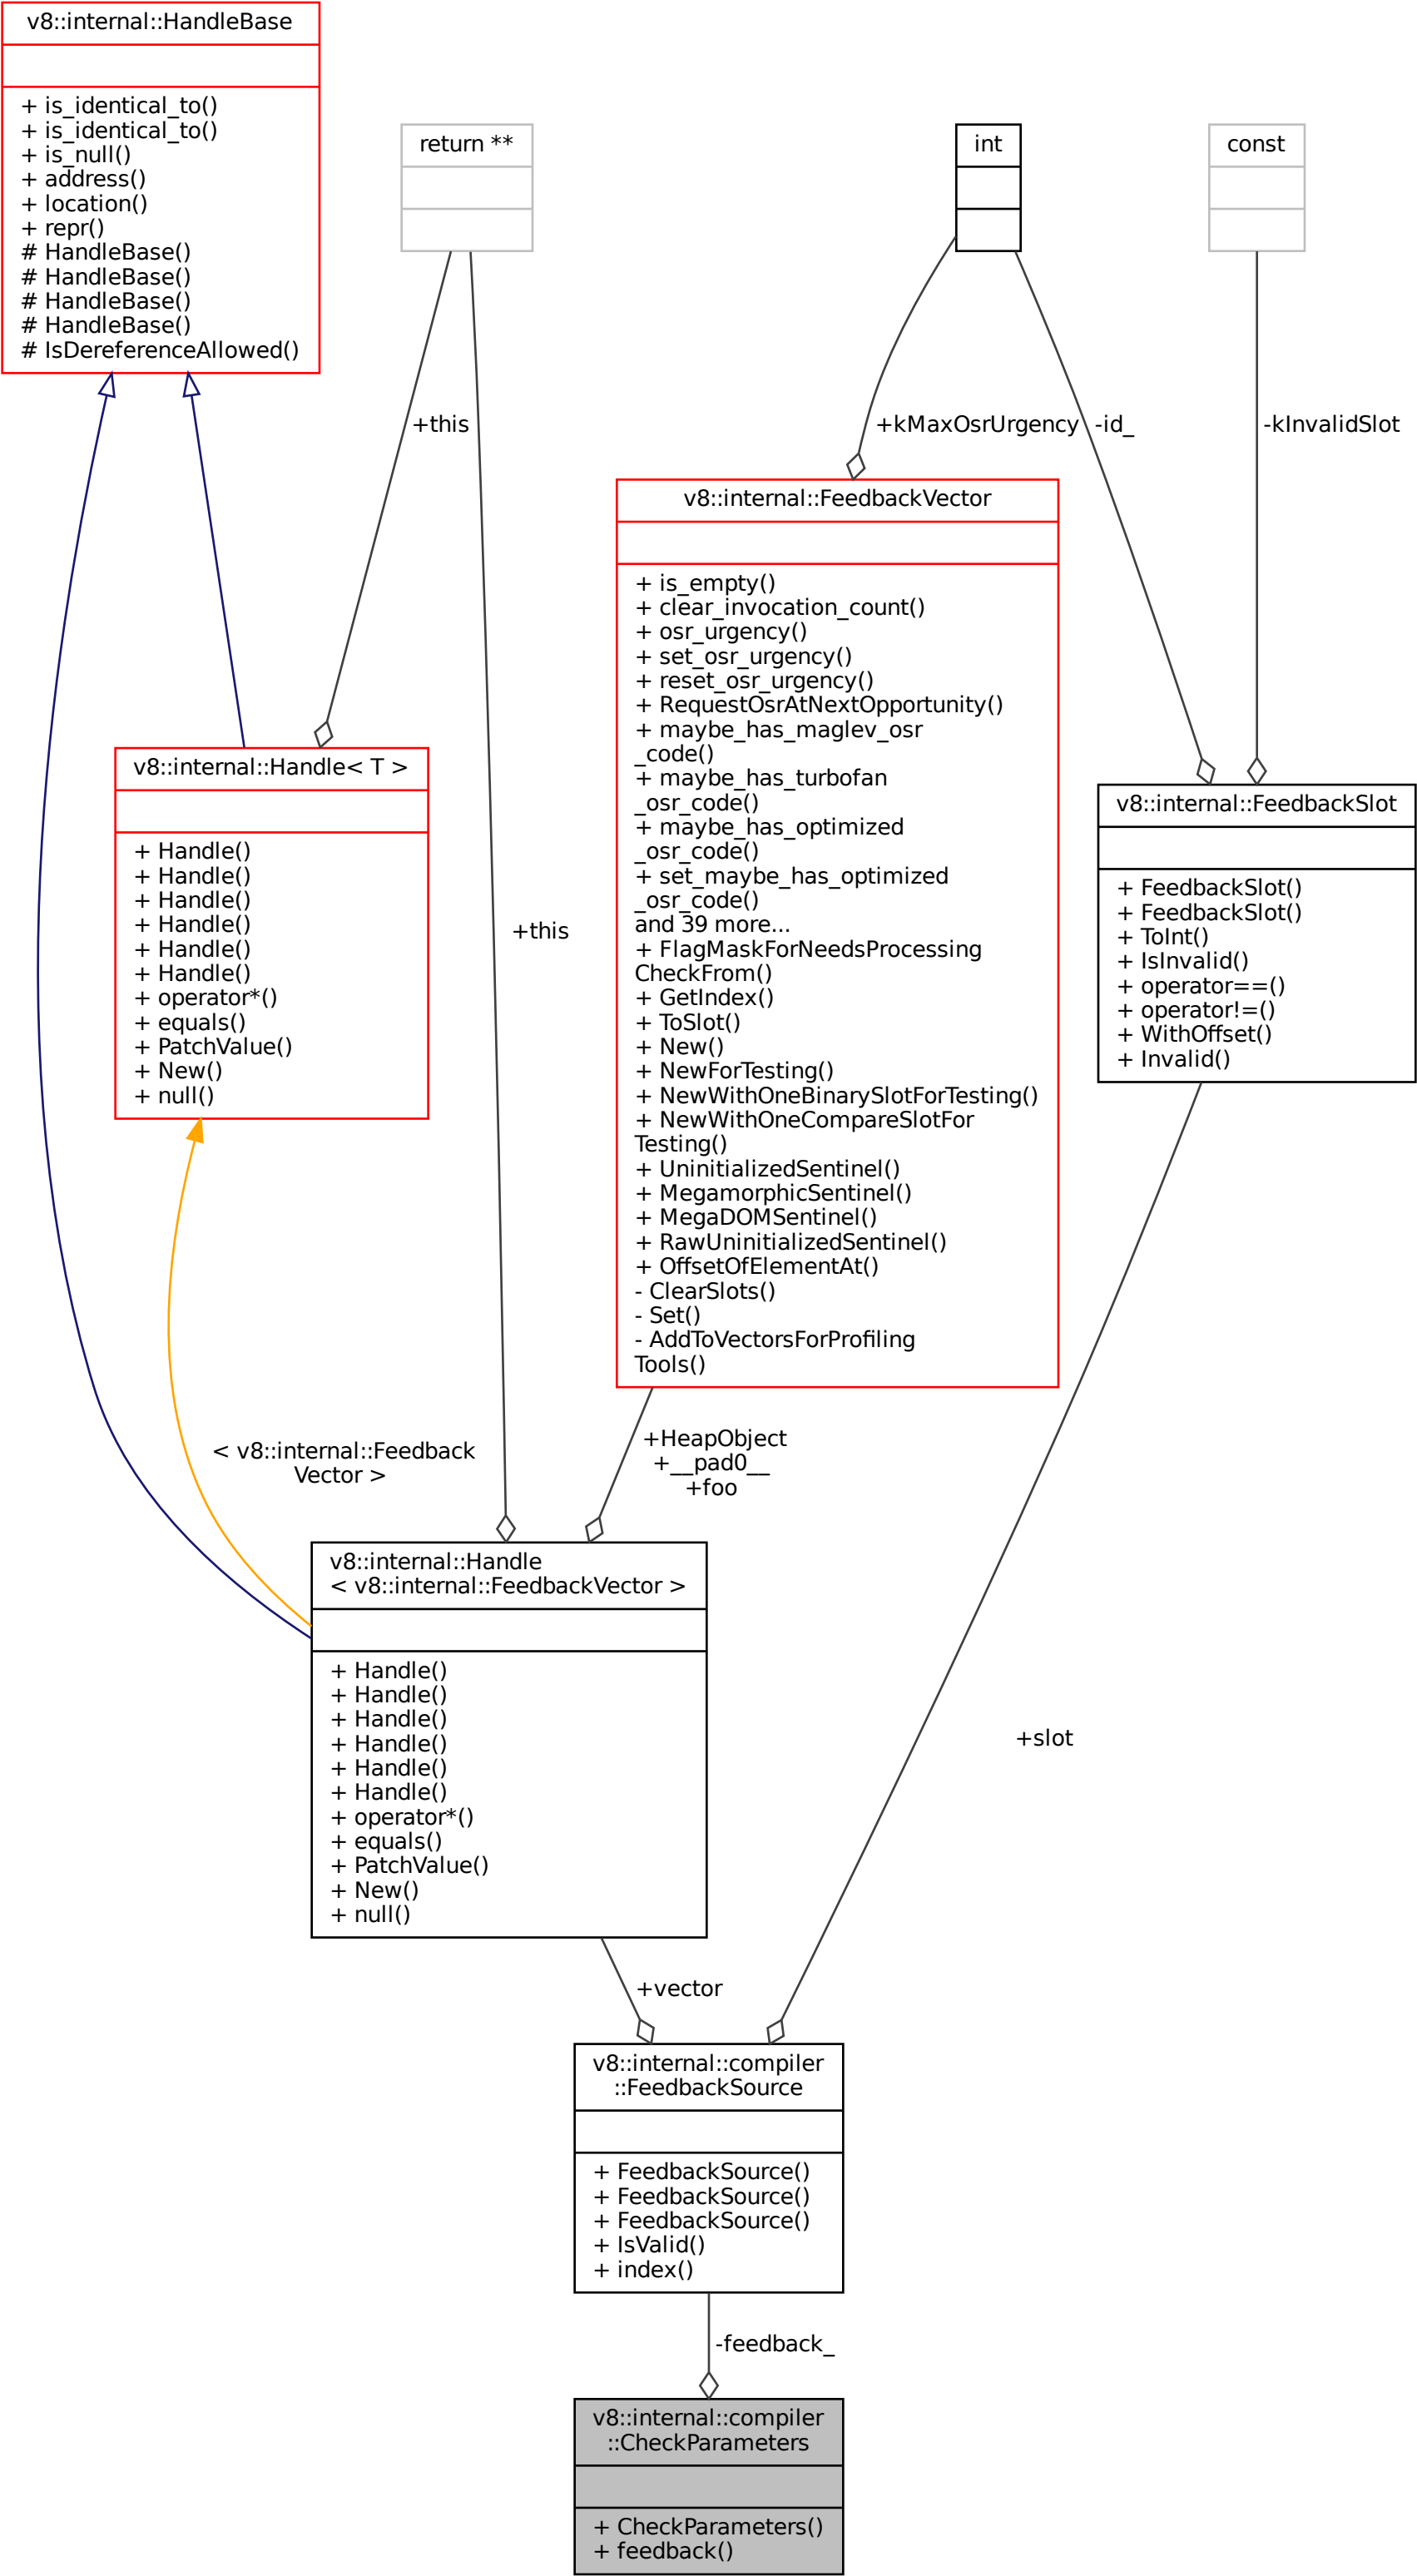 v8::internal::HandleBase
+ is_identical_to()
+ is_identical_to()
+ is_null()
+ address()
+ location()
+ repr()
# HandleBase()
# HandleBase()
# HandleBase()
# HandleBase()
# IsDereferenceAllowed()
return **
int
const
+this
+kMaxOsrUrgency
-id_
-kInvalidSlot
v8::internal::FeedbackVector
+ is_empty()
+ clear_invocation_count()
+ osr_urgency()
+ set_osr_urgency()
+ reset_osr_urgency()
+ RequestOsrAtNextOpportunity()
+ maybe_has_maglev_osr
_code()
+ maybe_has_turbofan
_osr_code()
+ maybe_has_optimized
_osr_code()
+ set_maybe_has_optimized
_osr_code()
and 39 more...
+ FlagMaskForNeedsProcessing
CheckFrom()
+ GetIndex()
+ ToSlot()
+ New()
+ NewForTesting()
+ NewWithOneBinarySlotForTesting()
+ NewWithOneCompareSlotFor
Testing()
+ UninitializedSentinel()
+ MegamorphicSentinel()
+ MegaDOMSentinel()
+ RawUninitializedSentinel()
+ OffsetOfElementAt()
- ClearSlots()
- Set()
- AddToVectorsForProfiling
Tools()
v8::internal::Handle< T >
+ Handle()
+ Handle()
+ Handle()
+ Handle()
+ Handle()
+ Handle()
+ operator*()
+ equals()
+ PatchValue()
+ New()
+ null()
+this
v8::internal::FeedbackSlot
+ FeedbackSlot()
+ FeedbackSlot()
+ ToInt()
+ IsInvalid()
+ operator==()
+ operator!=()
+ WithOffset()
+ Invalid()
< v8::internal::Feedback
Vector >
+HeapObject
+__pad0__
+foo
v8::internal::Handle
< v8::internal::FeedbackVector >
+ Handle()
+ Handle()
+ Handle()
+ Handle()
+ Handle()
+ Handle()
+ operator*()
+ equals()
+ PatchValue()
+ New()
+ null()
+slot
+vector
v8::internal::compiler
::FeedbackSource
+ FeedbackSource()
+ FeedbackSource()
+ FeedbackSource()
+ IsValid()
+ index()
-feedback_
v8::internal::compiler
::CheckParameters
+ CheckParameters()
+ feedback()